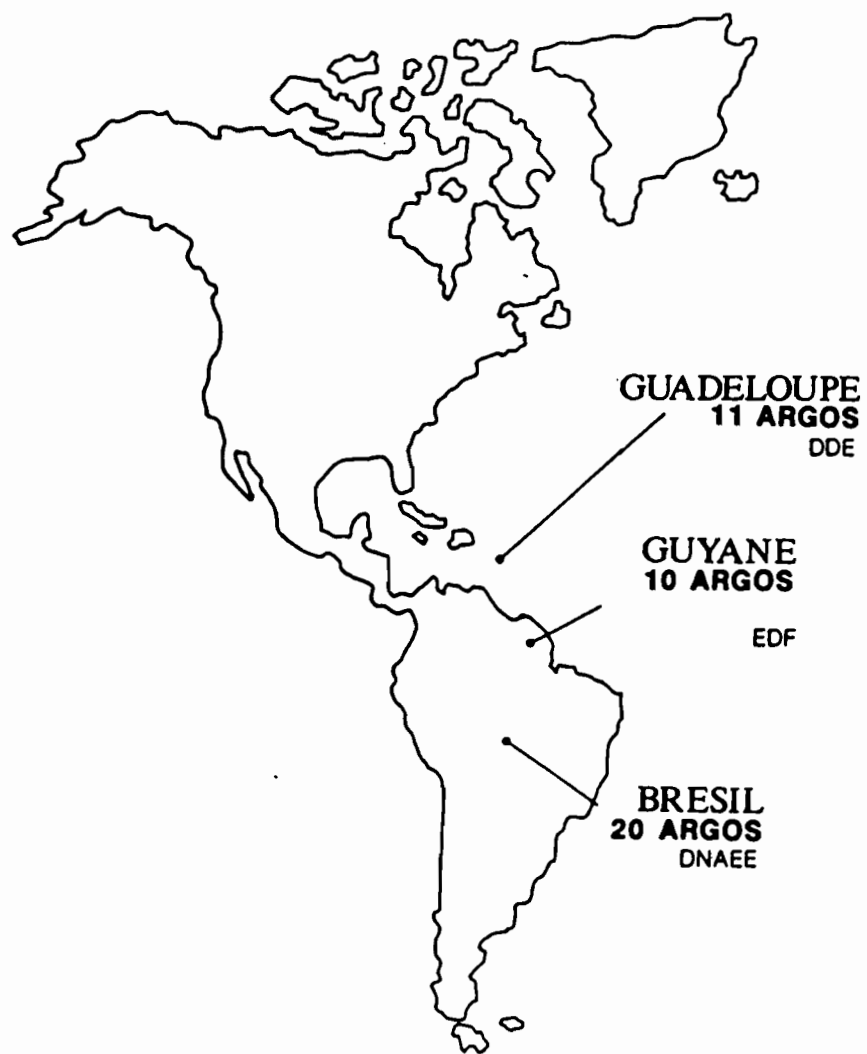 GUADELOUPE
11 ARGOS
DDE
GUYANE
10 ARGOS
EDF
BRESIL
20 ARGOS
DNAEE